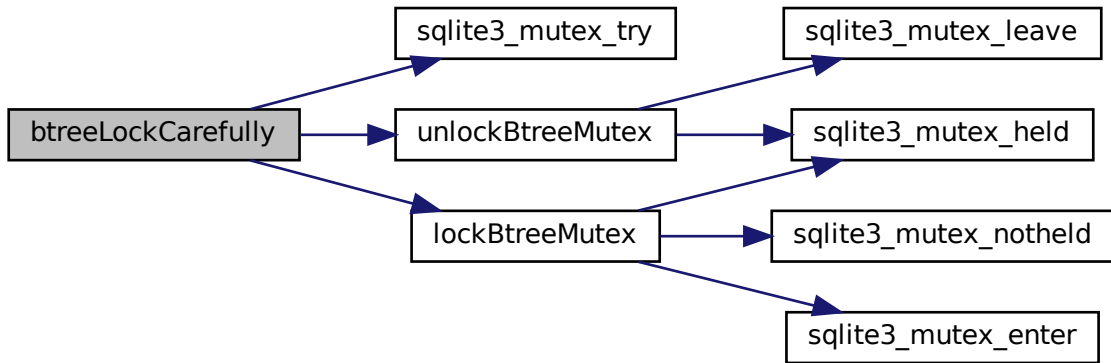 sqlite3_mutex_try
sqlite3_mutex_leave
btreeLockCarefully
unlockBtreeMutex
sqlite3_mutex_held
lockBtreeMutex
sqlite3_mutex_notheld
sqlite3_mutex_enter